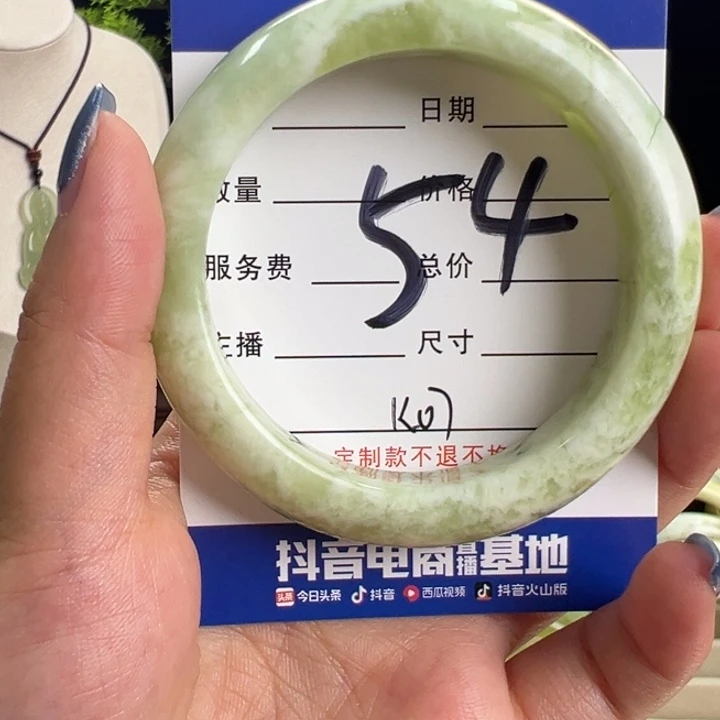 日期
数量 价格
54
服务费 总价
主播 尺寸
定制款不退不换
抖音电商直播基地
头条 今日头条 抖音 西瓜视频 抖音火山版